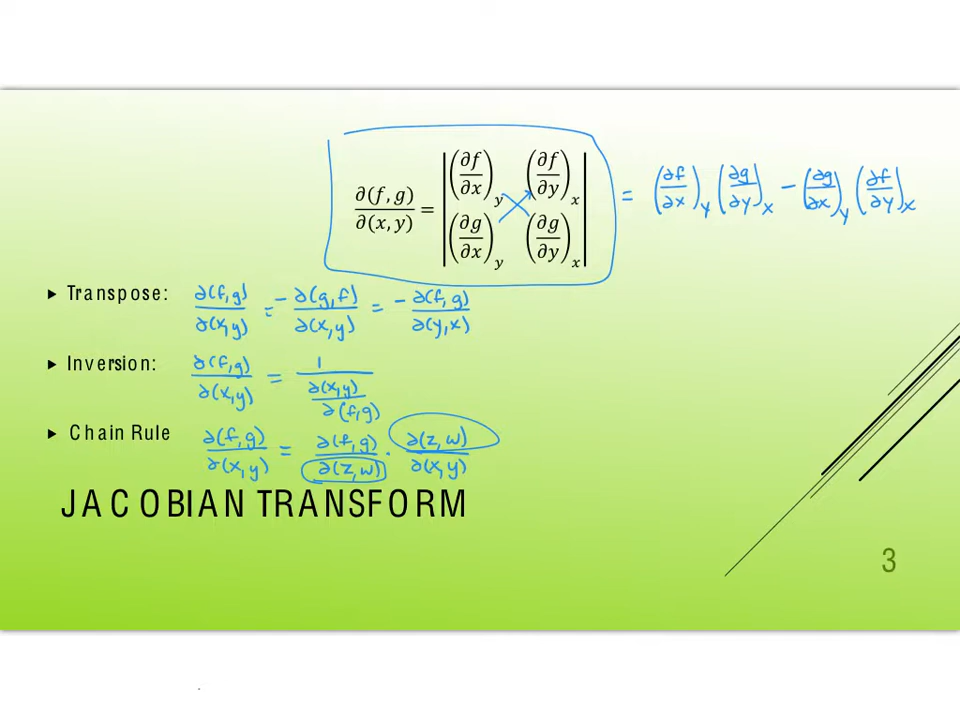 ∂(f, g)/∂(x, y) = |(∂f/∂x)_y (∂f/∂y)_x (∂g/∂x)_y (∂g/∂y)_x| = (∂f/∂x)_y (∂g/∂y)_x − (∂g/∂x)_y (∂f/∂y)_x
▶ Transpose: ∂(f,g)/∂(x,y) = − ∂(g,f)/∂(x,y) = − ∂(f,g)/∂(y,x)
▶ Inversion: ∂(f,g)/∂(x,y) = 1/(∂(x,y)/∂(f,g))
▶ Chain Rule ∂(f,g)/∂(x,y) = ∂(f,g)/∂(z,w) · ∂(z,w)/∂(x,y)
JACOBIAN TRANSFORM
3